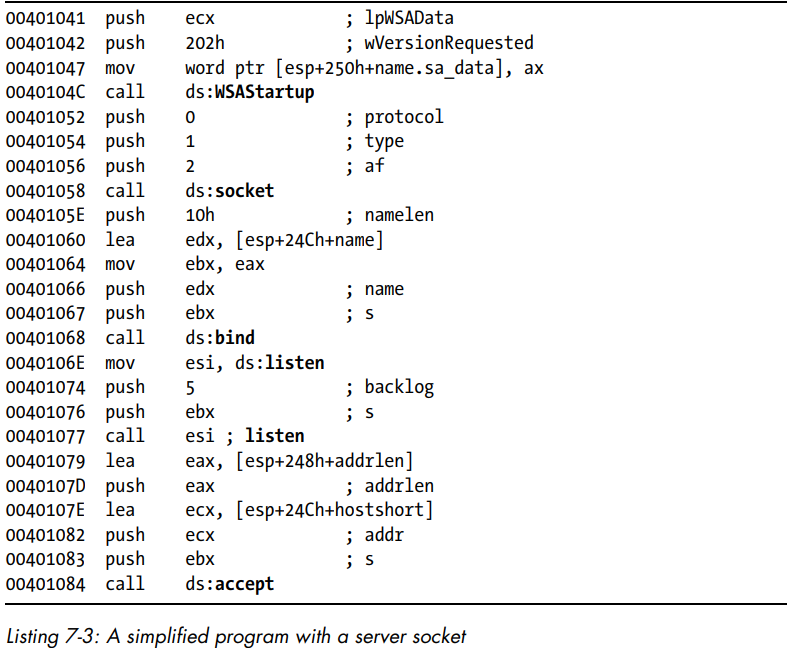 00401041 push ecx ; lpWSAData
00401042 push 202h ; wVersionRequested
00401047 mov word ptr [esp+250h+name.sa_data], ax
0040104C call ds:WSAStartup
00401052 push 0 ; protocol
00401054 push 1 ; type
00401056 push 2 ; af
00401058 call ds:socket
0040105E push 10h ; namelen
00401060 lea edx, [esp+24Ch+name]
00401064 mov ebx, eax
00401066 push edx ; name
00401067 push ebx ; s
00401068 call ds:bind
0040106E mov esi, ds:listen
00401074 push 5 ; backlog
00401076 push ebx ; s
00401077 call esi ; listen
00401079 lea eax, [esp+248h+addrlen]
0040107D push eax ; addrlen
0040107E lea ecx, [esp+24Ch+hostshort]
00401082 push ecx ; addr
00401083 push ebx ; s
00401084 call ds:accept
Listing 7-3: A simplified program with a server socket